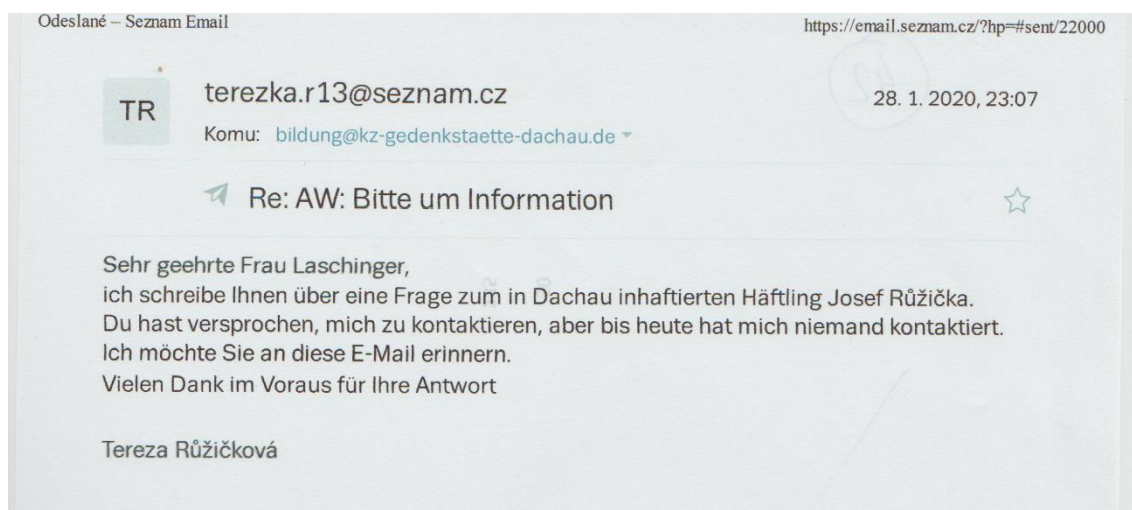 Odeslané – Seznam Email https://email.seznam.cz/?hp=#sent/22000
TR
terezka.r13@seznam.cz 28. 1. 2020, 23:07
Komu: bildung@kz-gedenkstaette-dachau.de
Re: AW: Bitte um Information
Sehr geehrte Frau Laschinger,
ich schreibe Ihnen über eine Frage zum in Dachau inhaftierten Häftling Josef Růžička.
Du hast versprochen, mich zu kontaktieren, aber bis heute hat mich niemand kontaktiert.
Ich möchte Sie an diese E-Mail erinnern.
Vielen Dank im Voraus für Ihre Antwort
Tereza Růžičková